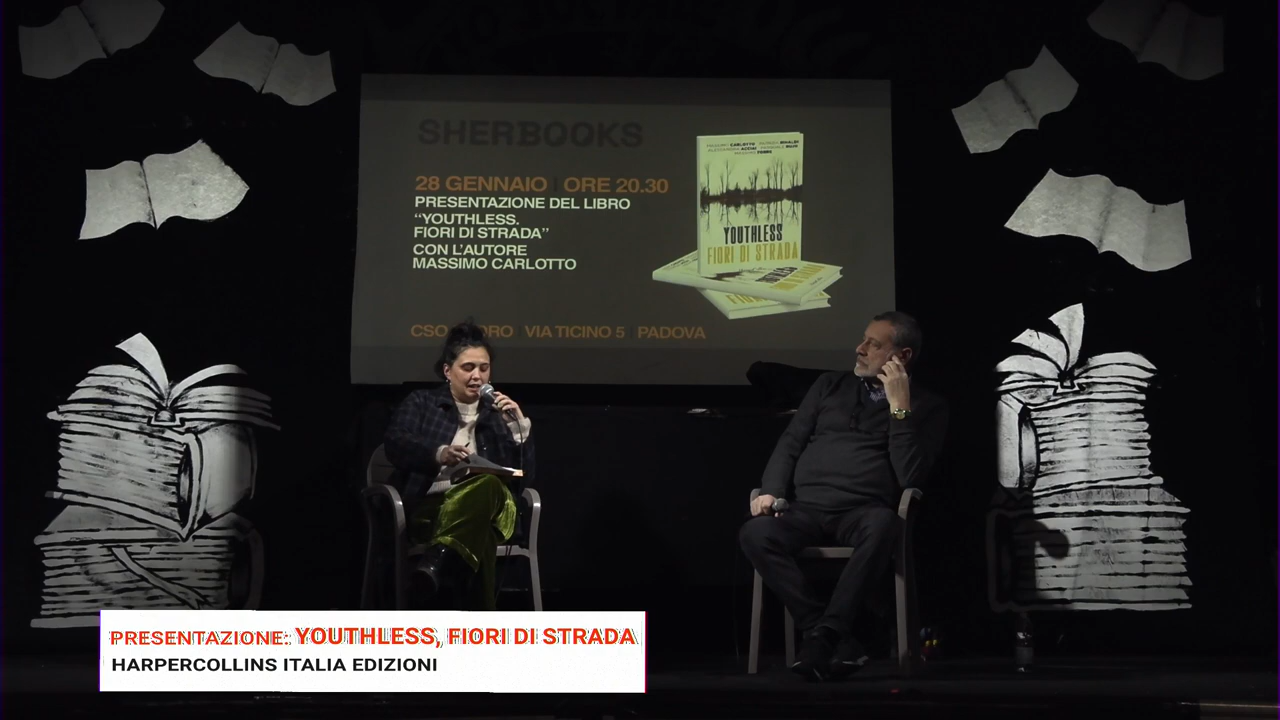 SHERBOOKS
28 GENNAIO | ORE 20.30
PRESENTAZIONE DEL LIBRO
“YOUTHLESS.
FIORI DI STRADA”
CON L'AUTORE
MASSIMO CARLOTTO
YOUTHLESS
FIORI DI STRADA
VIA TICINO 5 | PADOVA
PRESENTAZIONE: YOUTHLESS, FIORI DI STRADA
HARPERCOLLINS ITALIA EDIZIONI